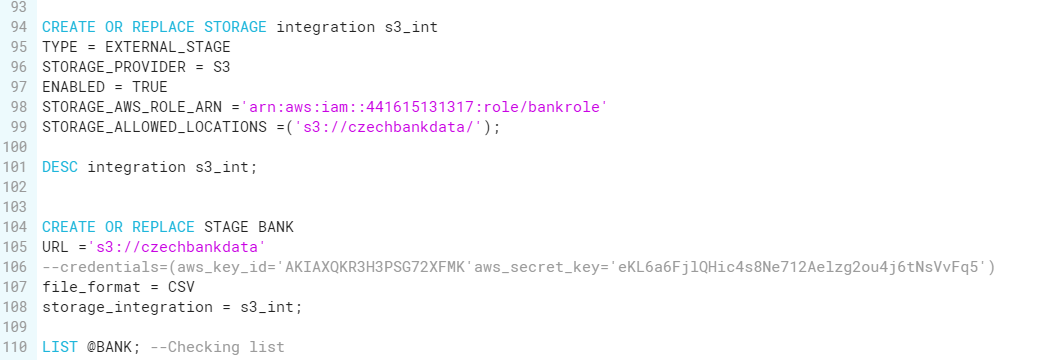 93
94 CREATE OR REPLACE STORAGE integration s3_int
95 TYPE = EXTERNAL_STAGE
96 STORAGE_PROVIDER = S3
97 ENABLED = TRUE
98 STORAGE_AWS_ROLE_ARN ='arn:aws:iam::441615131317:role/bankrole'
99 STORAGE_ALLOWED_LOCATIONS =('s3://czechbankdata/');
100
101 DESC integration s3_int;
102
103
104 CREATE OR REPLACE STAGE BANK
105 URL ='s3://czechbankdata'
106 --credentials=(aws_key_id='AKIAXQKR3H3PSG72XFMK'aws_secret_key='eKL6a6FjlQHic4s8Ne712Aelzg2ou4j6tNsVvFq5')
107 file_format = CSV
108 storage_integration = s3_int;
109
110 LIST @BANK; --Checking list